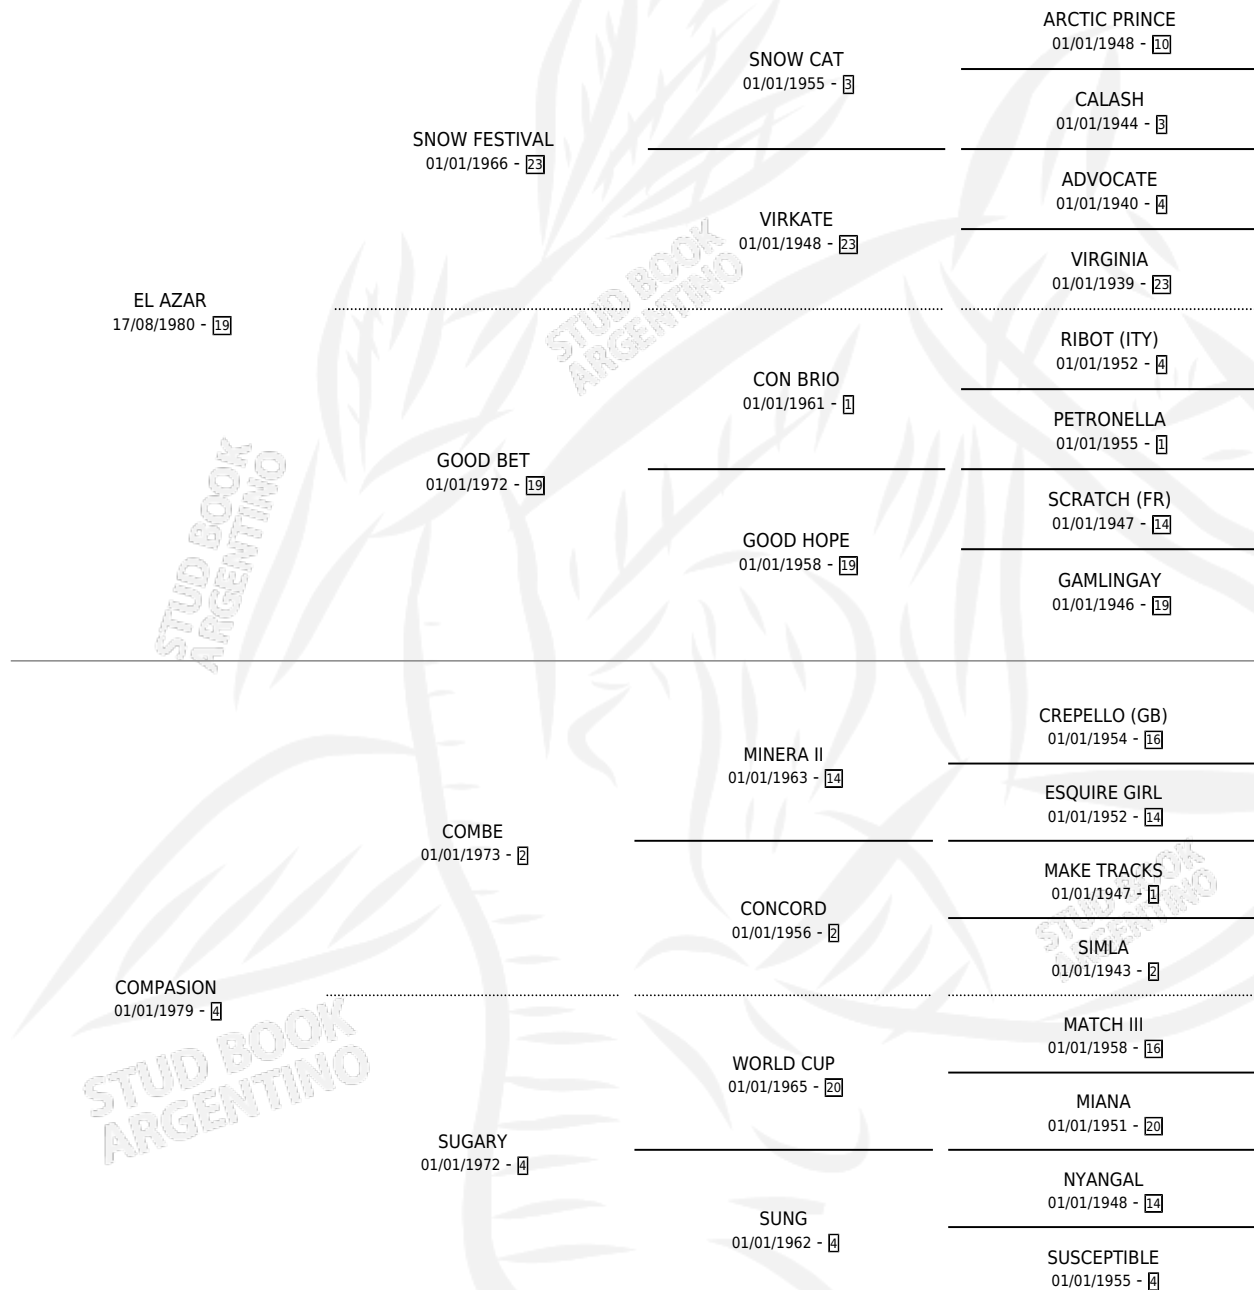 ARCTIC PRINCE
01/01/1948 - 10
SNOW CAT
01/01/1955 - 3
CALASH
01/01/1944 - 3
SNOW FESTIVAL
01/01/1966 - 23
ADVOCATE
01/01/1940 - 4
VIRKATE
01/01/1948 - 23
VIRGINIA
01/01/1939 - 23
EL AZAR
17/08/1980 - 19
RIBOT (ITY)
01/01/1952 - 4
CON BRIO
01/01/1961 - 1
PETRONELLA
01/01/1955 - 1
GOOD BET
01/01/1972 - 19
SCRATCH (FR)
01/01/1947 - 14
GOOD HOPE
01/01/1958 - 19
GAMLINGAY
01/01/1946 - 19
CREPELLO (GB)
01/01/1954 - 16
MINERA II
01/01/1963 - 14
ESQUIRE GIRL
01/01/1952 - 14
COMBE
01/01/1973 - 2
MAKE TRACKS
01/01/1947 - 1
CONCORD
01/01/1956 - 2
SIMLA
01/01/1943 - 2
COMPASION
01/01/1979 - 4
MATCH III
01/01/1958 - 16
WORLD CUP
01/01/1965 - 20
MIANA
01/01/1951 - 20
SUGARY
01/01/1972 - 4
NYANGAL
01/01/1948 - 14
SUNG
01/01/1962 - 4
SUSCEPTIBLE
01/01/1955 - 4
STUD BOOK
ARGENTINO
STUD BOOK
ARGENTINO
STUD BOOK
ARGENTINO
STUD BOOK
ARGENTINO